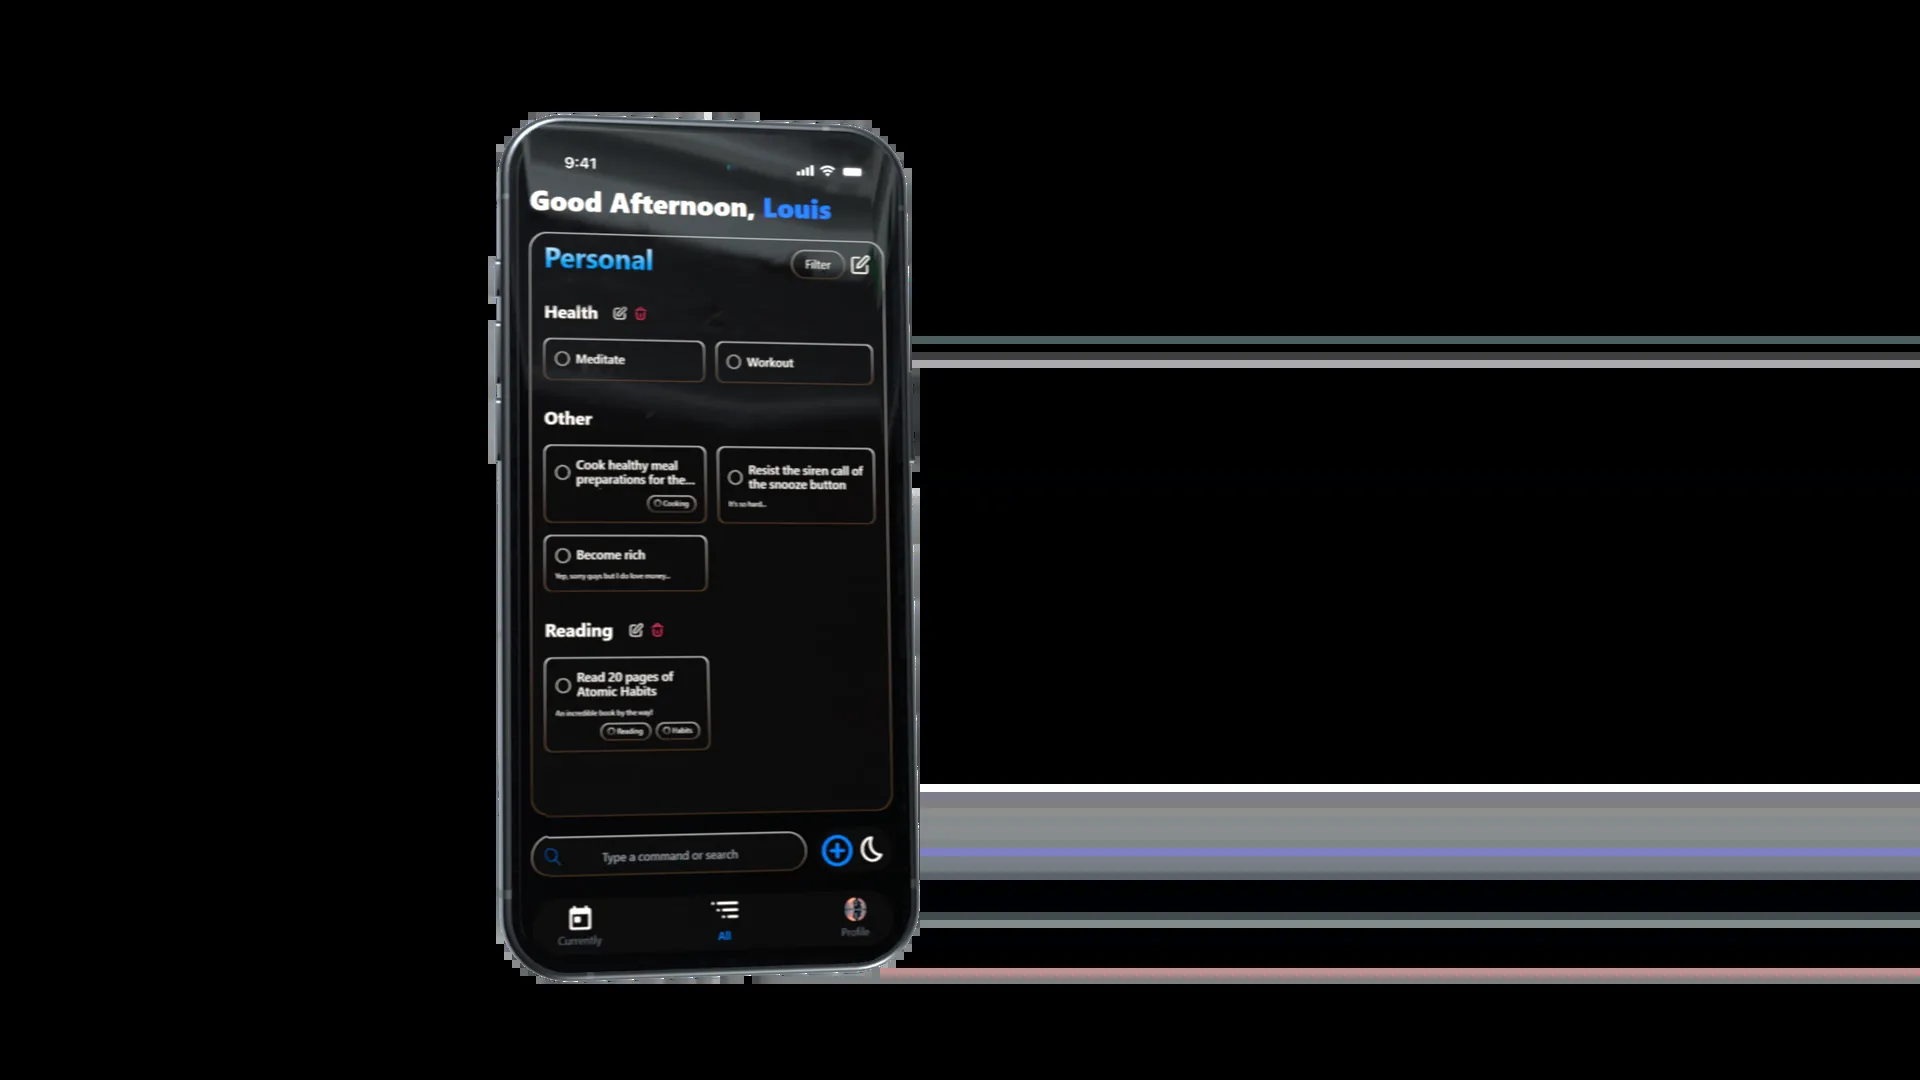 9:41
Good Afternoon, Louis
Personal
Filter
Health
Meditate
Workout
Other
Cook healthy meal
preparations for the...
Cooking
Resist the siren call of
the snooze button
It's so hard...
Become rich
Yep, sorry guys but I do love money...
Reading
Read 20 pages of
Atomic Habits
An incredible book by the way!
Reading
Habits
Type a command or search
Currently
All
Profile